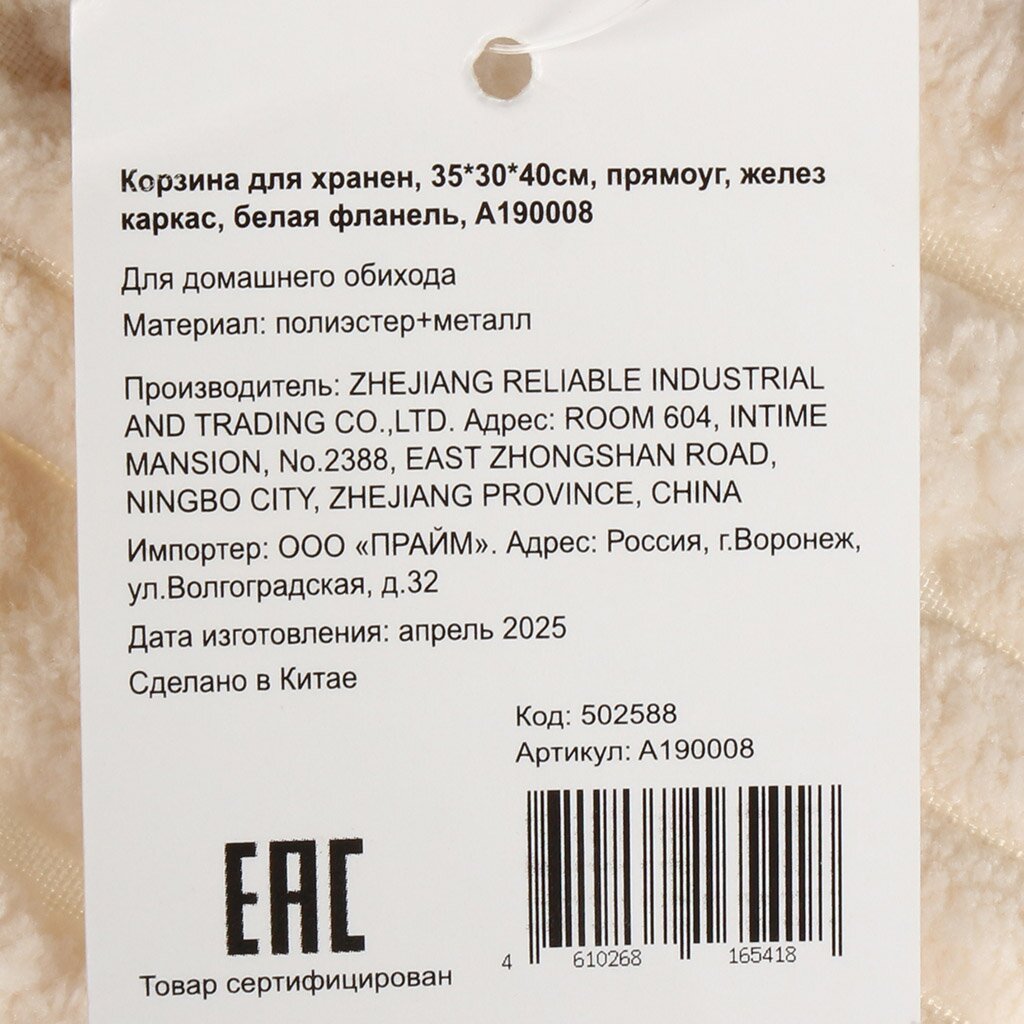 Корзина для хранен, 35*30*40см, прямоуг, желез
каркас, белая фланель, А190008
Для домашнего обихода
Материал: полиэстер+металл
Производитель: ZHEJIANG RELIABLE INDUSTRIAL
AND TRADING CO.,LTD. Адрес: ROOM 604, INTIME
MANSION, No.2388, EAST ZHONGSHAN ROAD,
NINGBO CITY, ZHEJIANG PROVINCE, CHINA
Импортер: ООО «ПРАЙМ». Адрес: Россия, г.Воронеж,
ул.Волгоградская, д.32
Дата изготовления: апрель 2025
Сделано в Китае
Код: 502588
Артикул: А190008
4 610268 165418
ЕАС
Товар сертифицирован